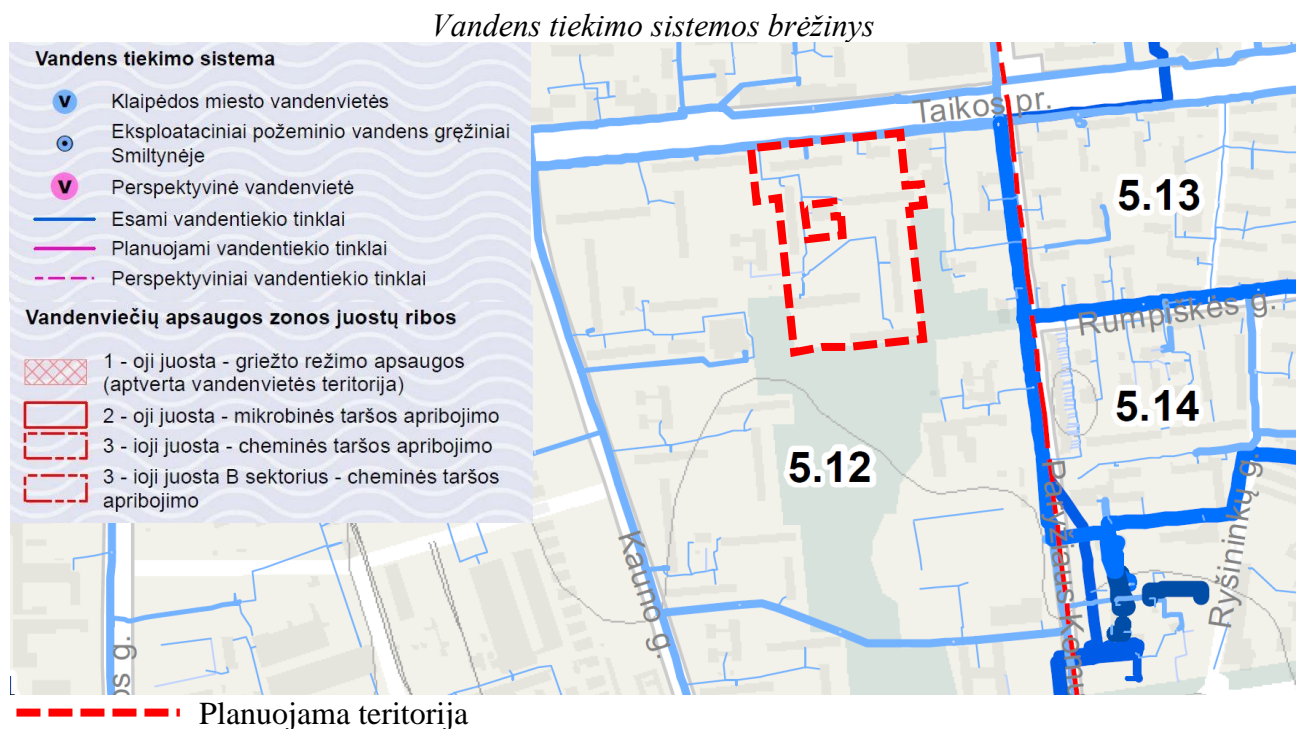 Vandens tiekimo sistemos brėžinys
Vandens tiekimo sistema
V
Klaipėdos miesto vandenvietės
Eksploataciniai požeminio vandens gręžiniai
Smiltynėje
V
Perspektyvinė vandenvietė
Esami vandentiekio tinklai
Planuojami vandentiekio tinklai
Perspektyviniai vandentiekio tinklai
Vandenviečių apsaugos zonos juostų ribos
1 - oji juosta - griežto režimo apsaugos
(aptverta vandenvietės teritorija)
2 - oji juosta - mikrobinės taršos apribojimo
3 - ioji juosta - cheminės taršos apribojimo
3 - ioji juosta B sektorius - cheminės taršos
apribojimo
Taikos pr.
5.13
Rumpiškės g.
5.14
5.12
Kauno g.
Ryšininkų g.
os g.
Planuojama teritorija